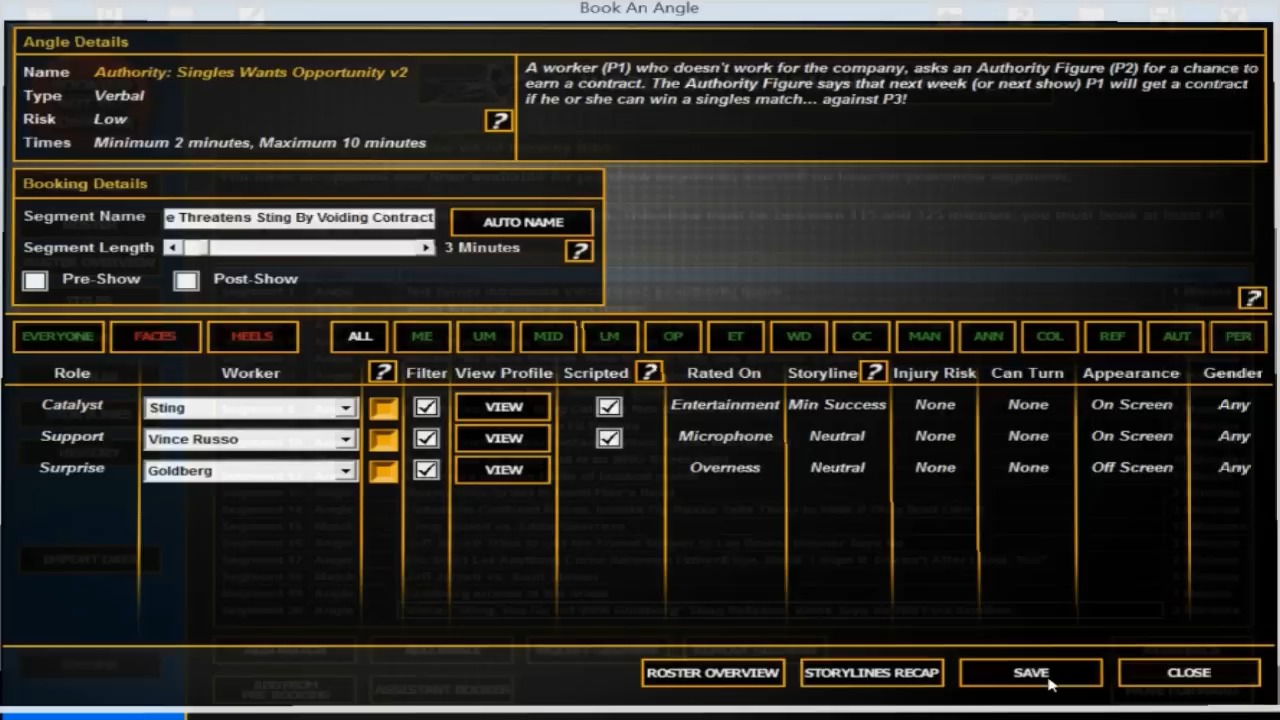 Book An Angle
Angle Details
Name Authority: Singles Wants Opportunity v2
Type Verbal
Risk Low
?
Times Minimum 2 minutes, Maximum 10 minutes
A worker (P1) who doesn't work for the company, asks an Authority Figure (P2) for a chance to
earn a contract. The Authority Figure says that next week (or next show) P1 will get a contract
if he or she can win a singles match... against P3!
Booking Details
Segment Name e Threatens Sting By Voiding Contract AUTO NAME
Segment Length 3 Minutes ?
Pre-Show Post-Show
?
EVERYONE FACES HEELS ALL ME UM MID LM OP ET WD OC MAN ANN COL REF AUT PER
Role Worker ? Filter View Profile Scripted ? Rated On Storyline ? Injury Risk Can Turn Appearance Gender
Catalyst Sting VIEW Entertainment Min Success None None On Screen Any
Support Vince Russo VIEW Microphone Neutral None None On Screen Any
Surprise Goldberg VIEW Overness Neutral None None Off Screen Any
ROSTER OVERVIEW STORYLINES RECAP SAVE CLOSE